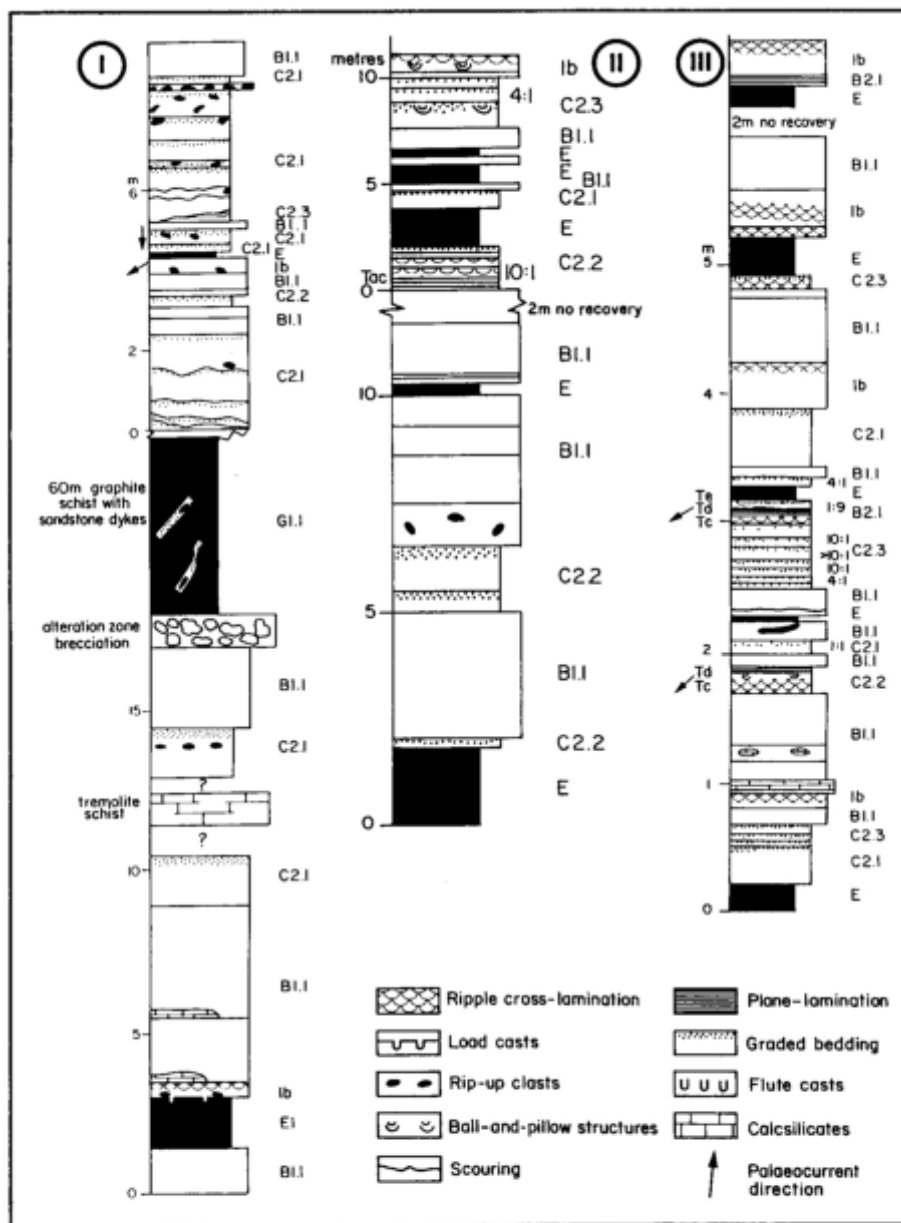 I
B1.1
C2.1
C2.1
m
6
C2.3
B1.1
C2.1
C2.1
E
Ib
B1.1
C2.2
B1.1
2
C2.1
0
60m graphite
schist with
sandstone dykes
G1.1
alteration zone
brecciation
B1.1
15
C2.1
?
tremolite
schist
?
10
C2.1
B1.1
5
Ib
E1
B1.1
0
II
metres
10
Ib
4:1
C2.3
B1.1
E
E
5
B1.1
C2.1
E
C2.2
10:1
Tac
0
2m no recovery
B1.1
E
10
B1.1
C2.2
5
B1.1
C2.2
E
0
III
Ib
B2.1
E
2m no recovery
B1.1
Ib
m
5
E
C2.3
B1.1
4
Ib
C2.1
B1.1
4:1
E
Te
Td
1:9
B2.1
Tc
10:1
C2.3
>10:1
10:1
4:1
B1.1
E
B1.1
1:1
C2.1
2
B1.1
Td
Tc
C2.2
B1.1
1
Ib
B1.1
C2.3
C2.1
E
0
Ripple cross-lamination
Plane-lamination
Load casts
Graded bedding
Rip-up clasts
Flute casts
Ball-and-pillow structures
Calcsilicates
Scouring
Palaeocurrent
direction